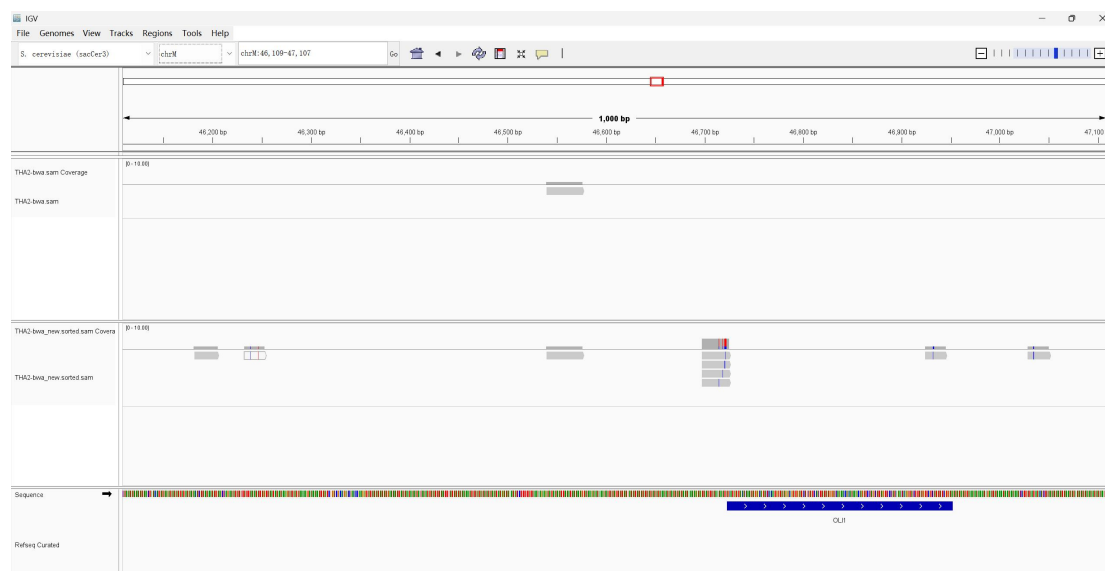 IGV
File Genomes View Tracks Regions Tools Help
S. cerevisiae (sacCer3) chrM chrM:46,109-47,107 Go
1,000 bp
46,200 bp 46,300 bp 46,400 bp 46,500 bp 46,600 bp 46,700 bp 46,800 bp 46,900 bp 47,000 bp 47,100
[0 - 10.00]
THA2-bwa.sam Coverage
THA2-bwa.sam
[0 - 10.00]
THA2-bwa_new.sorted.sam Covera
THA2-bwa_new.sorted.sam
Sequence
OLI1
Refseq Curated